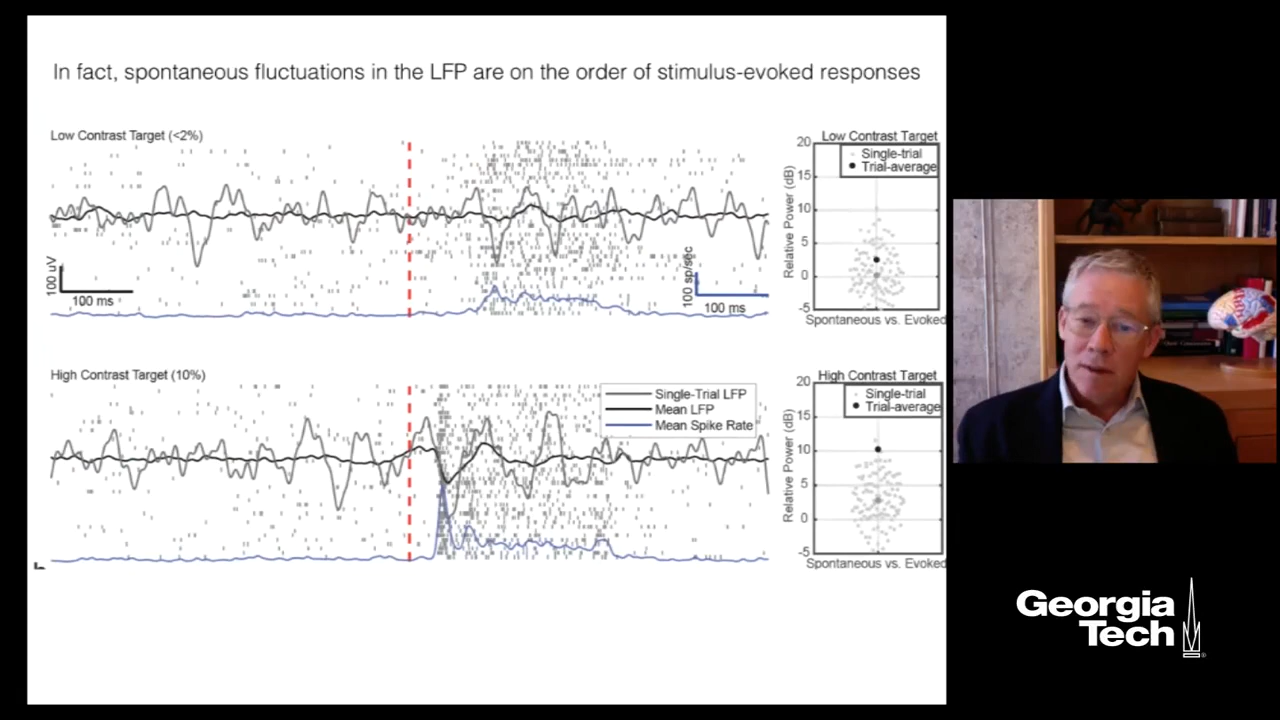 In fact, spontaneous fluctuations in the LFP are on the order of stimulus-evoked responses
Low Contrast Target (<2%)
100 uV
100 ms
100 sp/sec
100 ms
Low Contrast Target
Single-trial
Trial-average
Relative Power (dB)
20
15
10
5
0
-5
Spontaneous vs. Evoked
High Contrast Target (10%)
Single-Trial LFP
Mean LFP
Mean Spike Rate
High Contrast Target
Single-trial
Trial-average
Relative Power (dB)
20
15
10
5
0
-5
Spontaneous vs. Evoked
Georgia
Tech